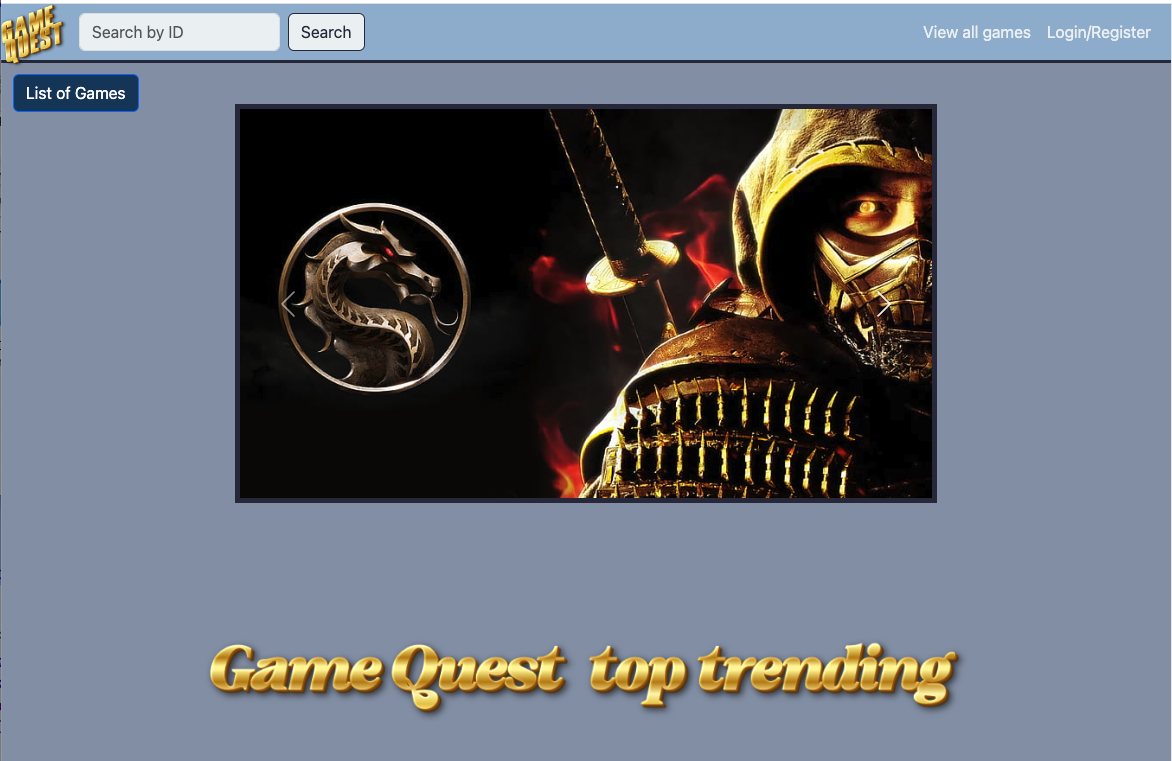 GAME
QUEST
Search by ID
Search
View all games
Login/Register
List of Games
Game Quest top trending